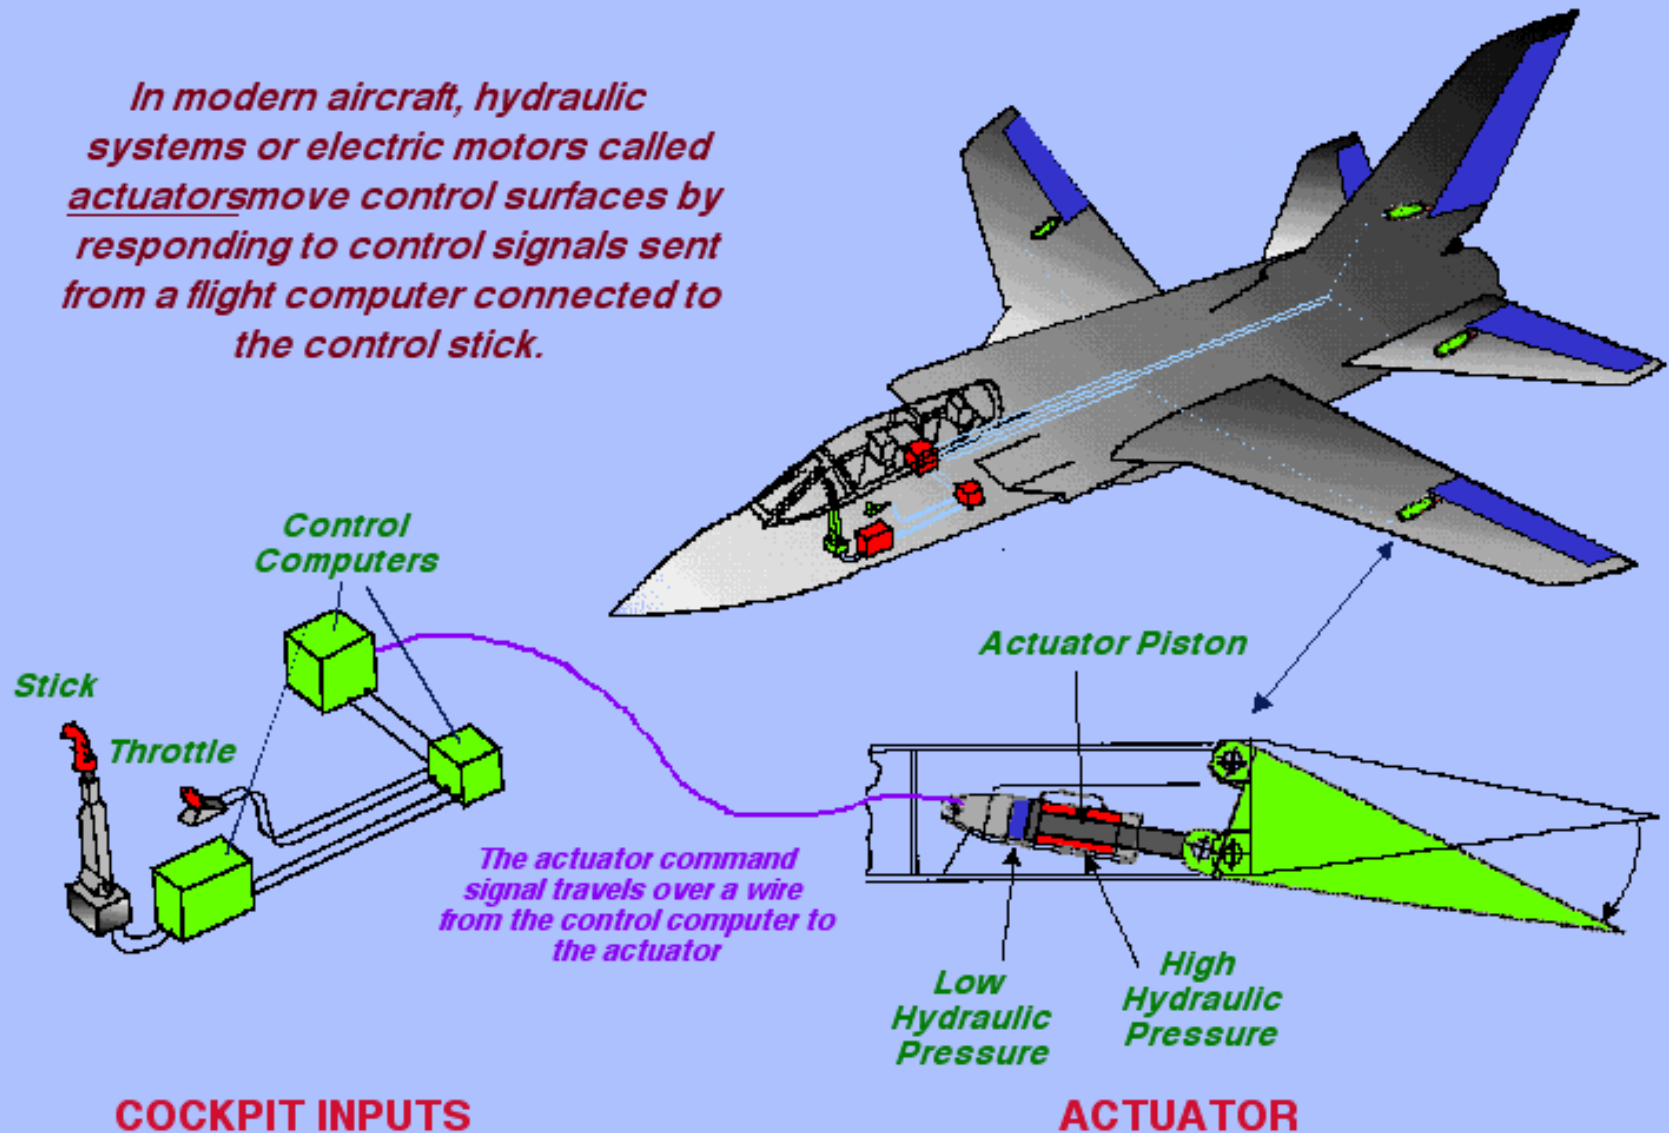 In modern aircraft, hydraulic
systems or electric motors called
actuatorsmove control surfaces by
responding to control signals sent
from a flight computer connected to
the control stick.
Control
Computers
Stick
Throttle
Actuator Piston
The actuator command
signal travels over a wire
from the control computer to
the actuator
Low
Hydraulic
Pressure
High
Hydraulic
Pressure
COCKPIT INPUTS
ACTUATOR